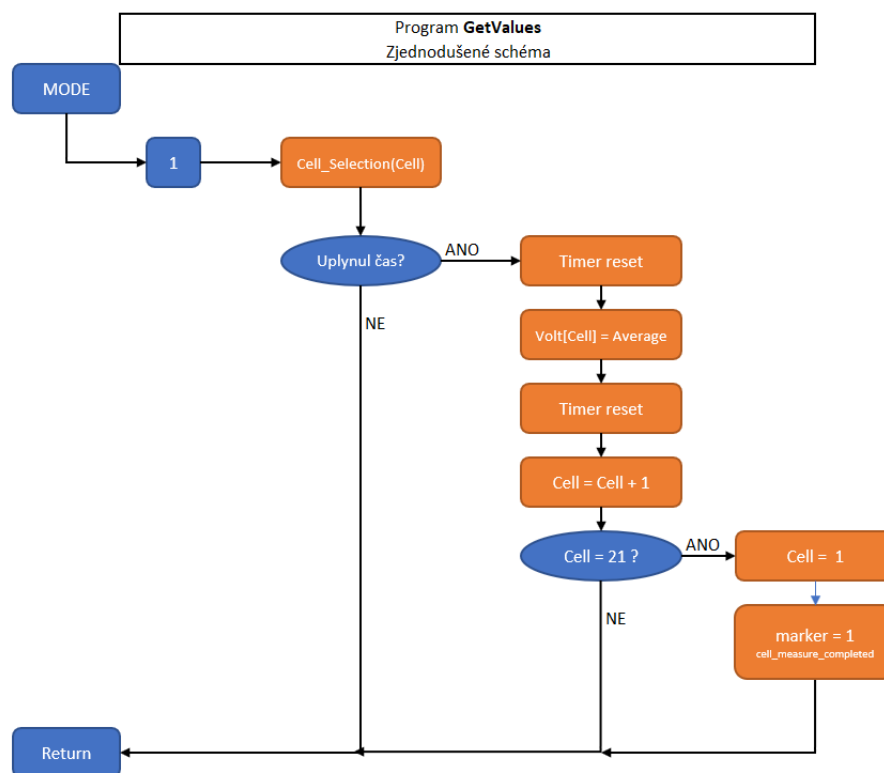 Program GetValues
Zjednodušené schéma
MODE
1
Cell_Selection(Cell)
Uplynul čas?
ANO
Timer reset
NE
Volt[Cell] = Average
Timer reset
Cell = Cell + 1
Cell = 21 ?
ANO
Cell = 1
NE
marker = 1
cell_measure_completed
Return